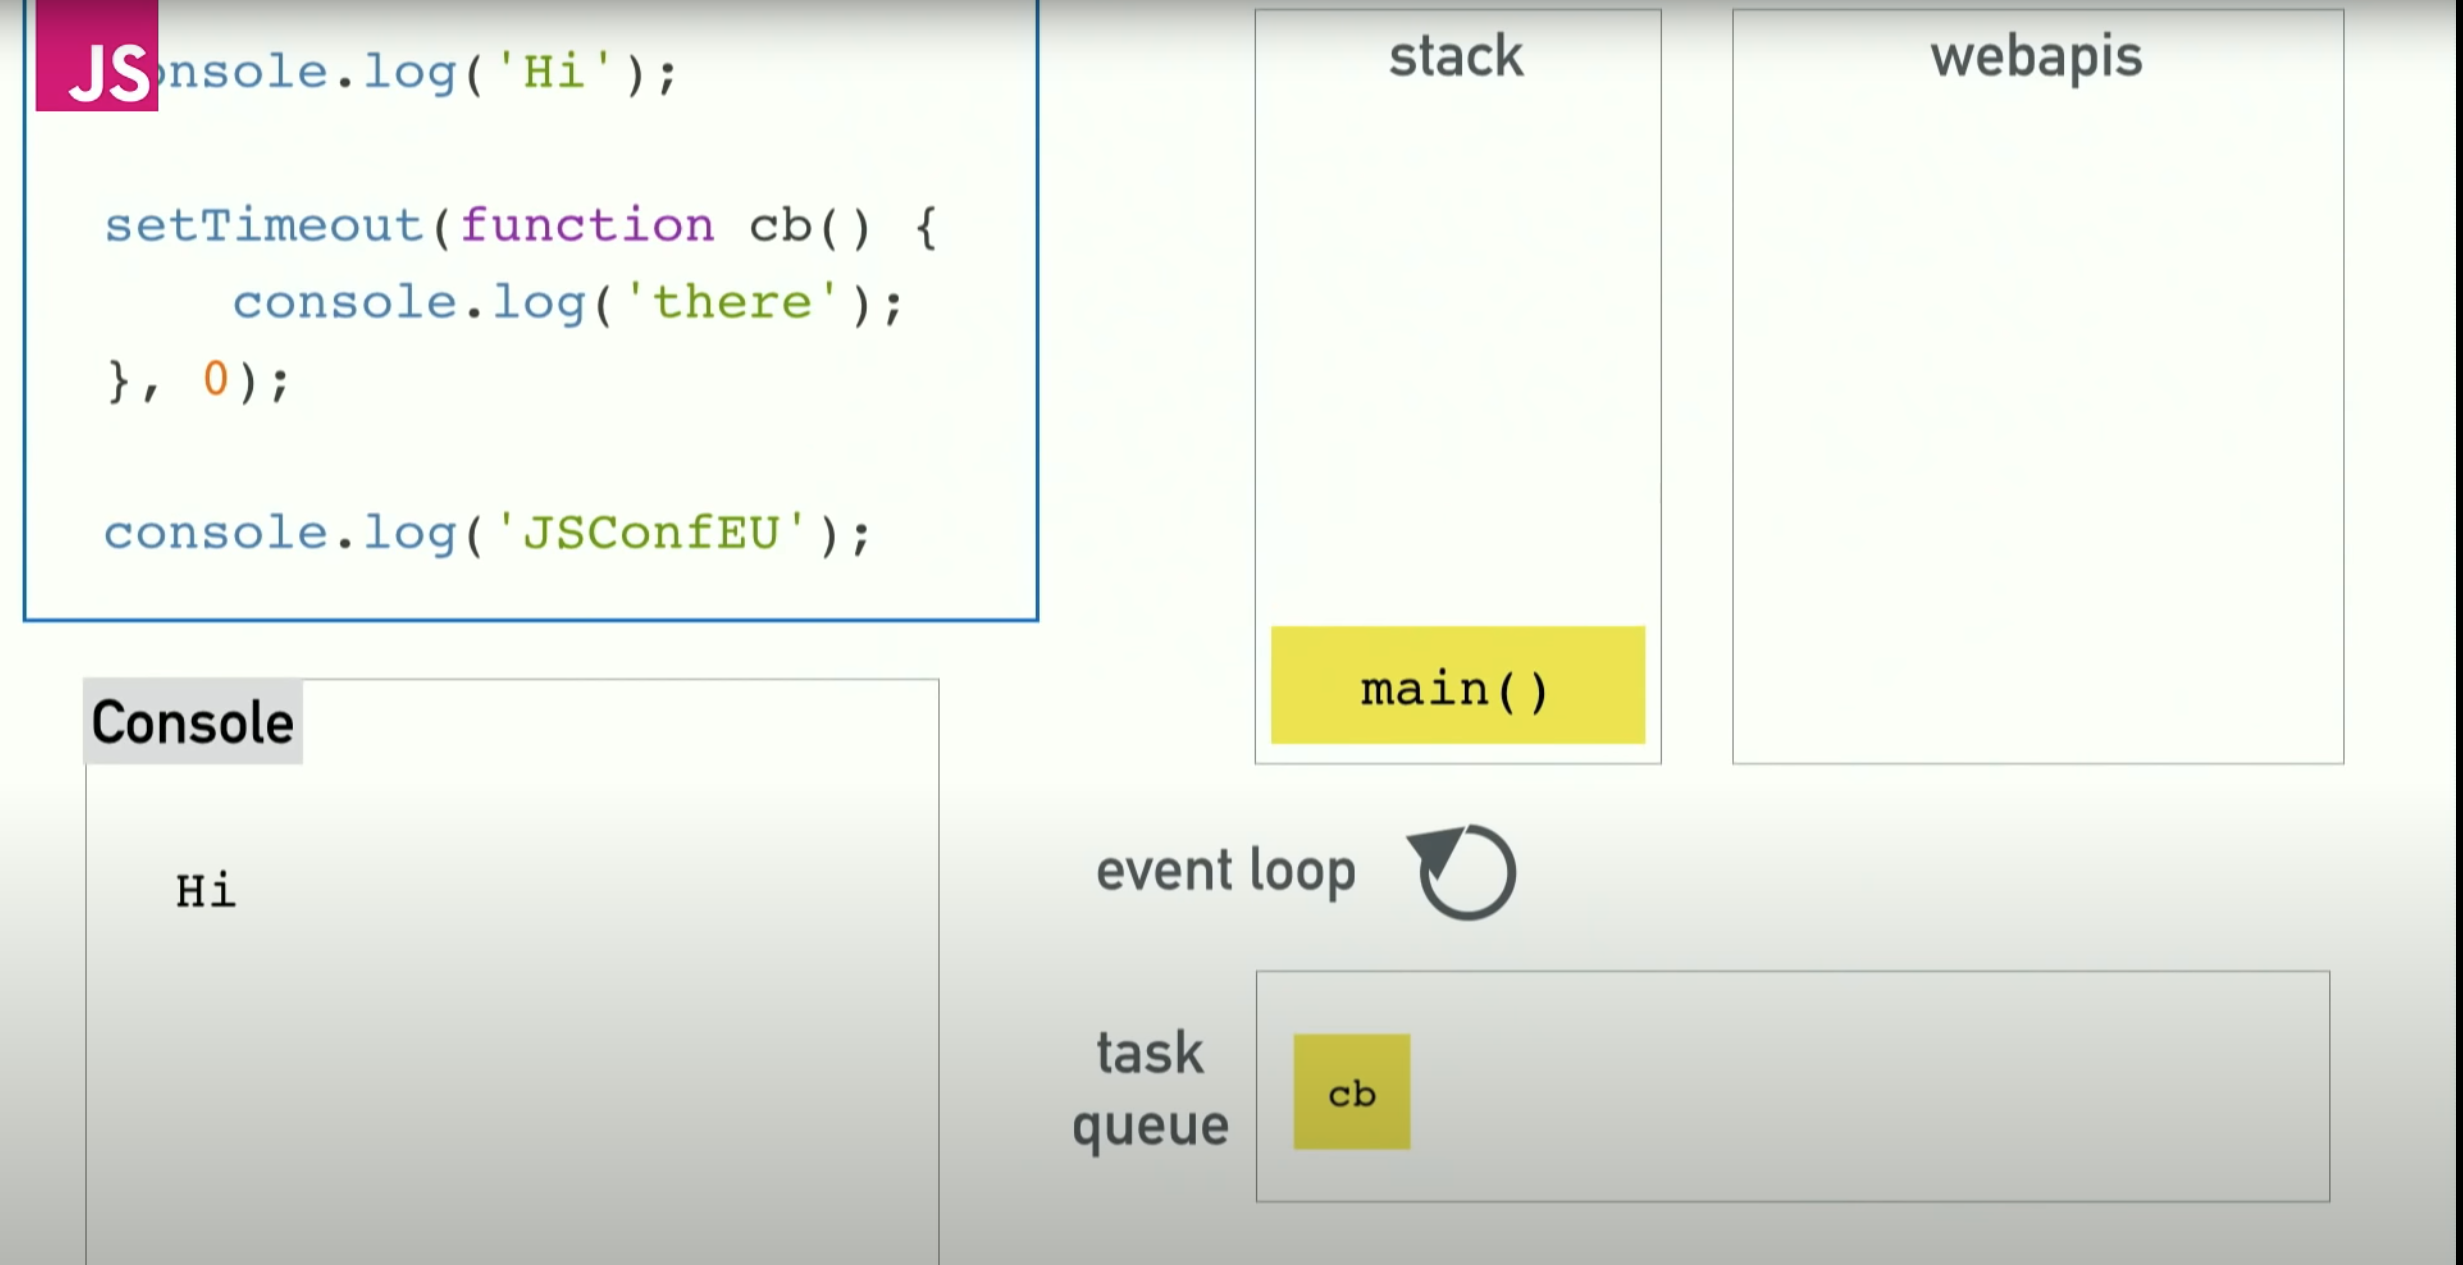 JS
onsole.log('Hi');
setTimeout(function cb() {
    console.log('there');
}, 0);
console.log('JSConfEU');
Console
Hi
stack
main()
webapis
event loop
task
queue
cb